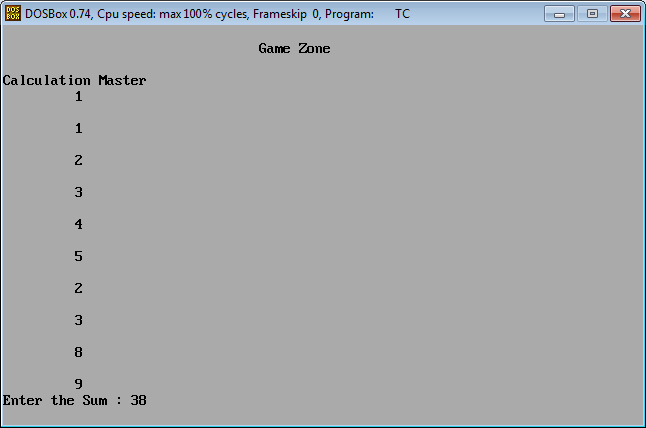 DOSBox 0.74, Cpu speed: max 100% cycles, Frameskip 0, Program: TC
Game Zone
Calculation Master
1
1
2
3
4
5
2
3
8
9
Enter the Sum : 38